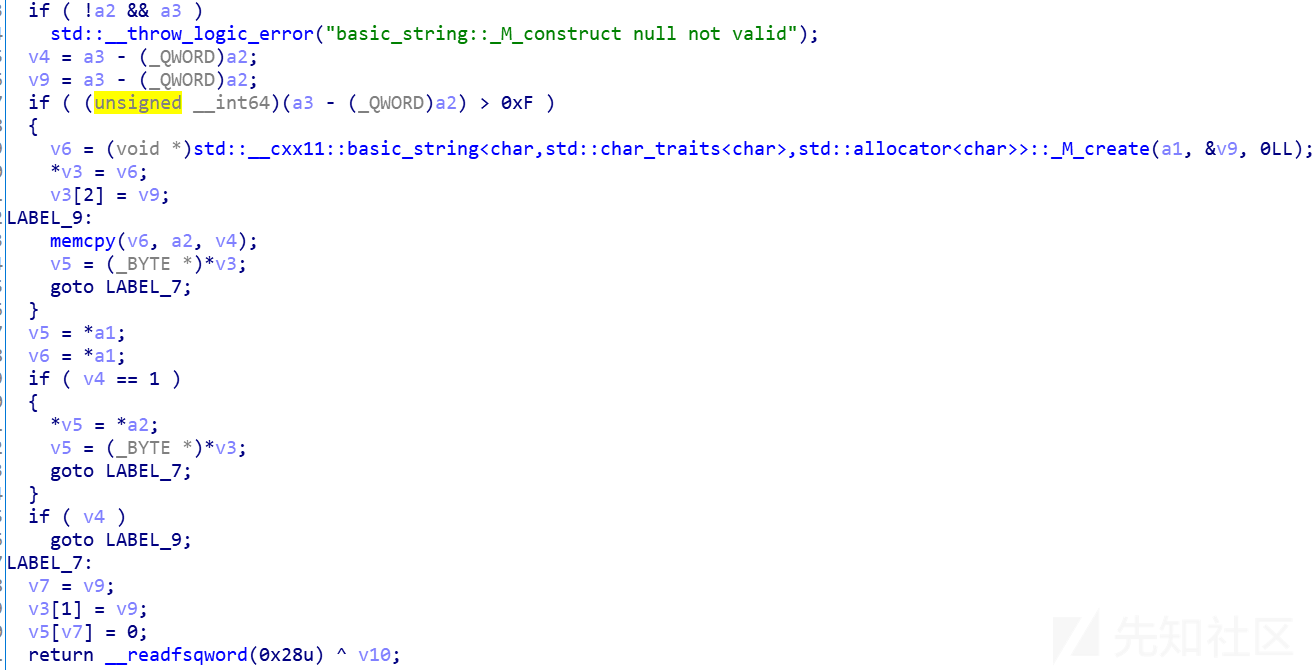 if ( !a2 && a3 )
std::__throw_logic_error("basic_string::_M_construct null not valid");
v4 = a3 - (_QWORD)a2;
v9 = a3 - (_QWORD)a2;
if ( (unsigned __int64)(a3 - (_QWORD)a2) > 0xF )
{
v6 = (void *)std::__cxx11::basic_string<char,std::char_traits<char>,std::allocator<char>>::_M_create(a1, &v9, 0LL);
*v3 = v6;
v3[2] = v9;
LABEL_9:
memcpy(v6, a2, v4);
v5 = (_BYTE *)*v3;
goto LABEL_7;
}
v5 = *a1;
v6 = *a1;
if ( v4 == 1 )
{
*v5 = *a2;
v5 = (_BYTE *)*v3;
goto LABEL_7;
}
if ( v4 )
goto LABEL_9;
LABEL_7:
v7 = v9;
v3[1] = v9;
v5[v7] = 0;
return __readfsqword(0x28u) ^ v10;
先知社区